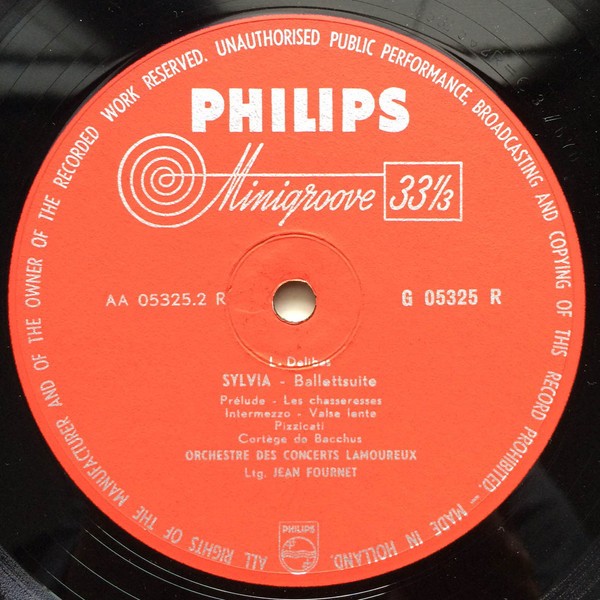 ALL RIGHTS OF THE MANUFACTURER AND OF THE OWNER OF THE RECORDED WORK RESERVED. UNAUTHORISED PUBLIC PERFORMANCE, BROADCASTING AND COPYING OF THIS RECORD PROHIBITED. - MADE IN HOLLAND.
PHILIPS
Minigroove 33 1/3
AA 05325.2 R
G 05325 R
L. Delibes
SYLVIA - Ballettsuite
Prélude - Les chasseresses
Intermezzo - Valse lente
Pizzicati
Cortège de Bacchus
ORCHESTRE DES CONCERTS LAMOUREUX
Ltg. JEAN FOURNET
PHILIPS